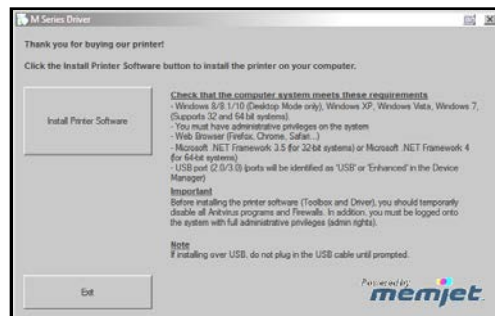 M Series Driver
Thank you for buying our printer!
Click the Install Printer Software button to install the printer on your computer.
Install Printer Software
Check that the computer system meets these requirements
- Windows 8/8.1/10 (Desktop Mode only), Windows XP, Windows Vista, Windows 7,
(Supports 32 and 64 bit systems).
- You must have administrative privileges on the system
- Web Browser (Firefox, Chrome, Safari...)
- Microsoft .NET Framework 3.5 (for 32-bit systems) or Microsoft .NET Framework 4
(for 64-bit systems)
- USB port (2.0/3.0) (ports will be identified as 'USB' or 'Enhanced' in the Device
Manager)
Important
Before installing the printer software (Toolbox and Driver), you should temporarily
disable all Antivirus programs and Firewalls. In addition, you must be logged onto
the system with full administrative privileges (admin rights).
Note
If installing over USB, do not plug in the USB cable until prompted.
Exit
Powered by
memjet